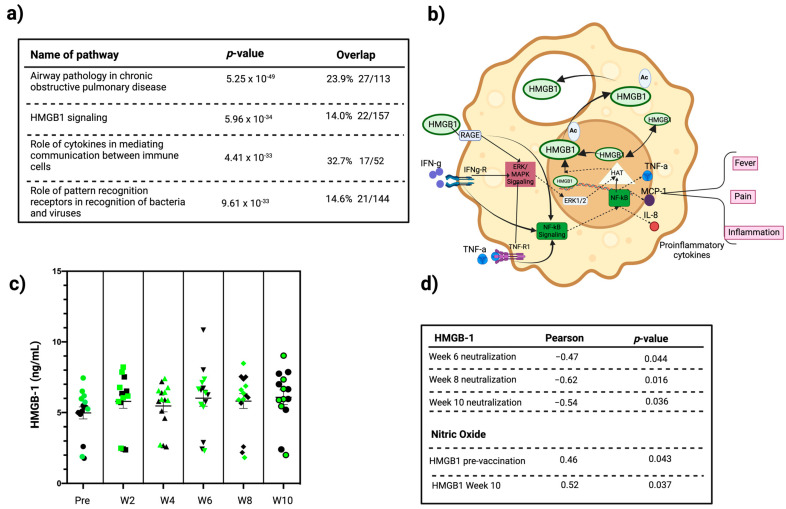 a)
Name of pathway p-value Overlap
Airway pathology in chronic
obstructive pulmonary disease 5.25 x 10-49 23.9% 27/113
HMGB1 signaling 5.96 x 10-34 14.0% 22/157
Role of cytokines in mediating
communication between immune
cells 4.41 x 10-33 32.7% 17/52
Role of pattern recognition
receptors in recognition of bacteria
and viruses 9.61 x 10-33 14.6% 21/144
b)
HMGB1
Ac
HMGB1
HMGB1
HMGB1
RAGE
Ac
HMGB1
HMGB1
IFN-g
IFNg-R
ERK/
MAPK
Signaling
HMGB1
HAT
TNF-a
ERK1/2
NF-kB
MCP-1
IL-8
NF-kB
Signaling
TNF-a
TNF-R1
Proinflammatory
cytokines
Fever
Pain
Inflammation
c)
HMGB-1 (ng/mL)
15
10
5
0
Pre W2 W4 W6 W8 W10
d)
HMGB-1 Pearson p-value
Week 6 neutralization −0.47 0.044
Week 8 neutralization −0.62 0.016
Week 10 neutralization −0.54 0.036
Nitric Oxide
HMGB1 pre-vaccination 0.46 0.043
HMGB1 Week 10 0.52 0.037